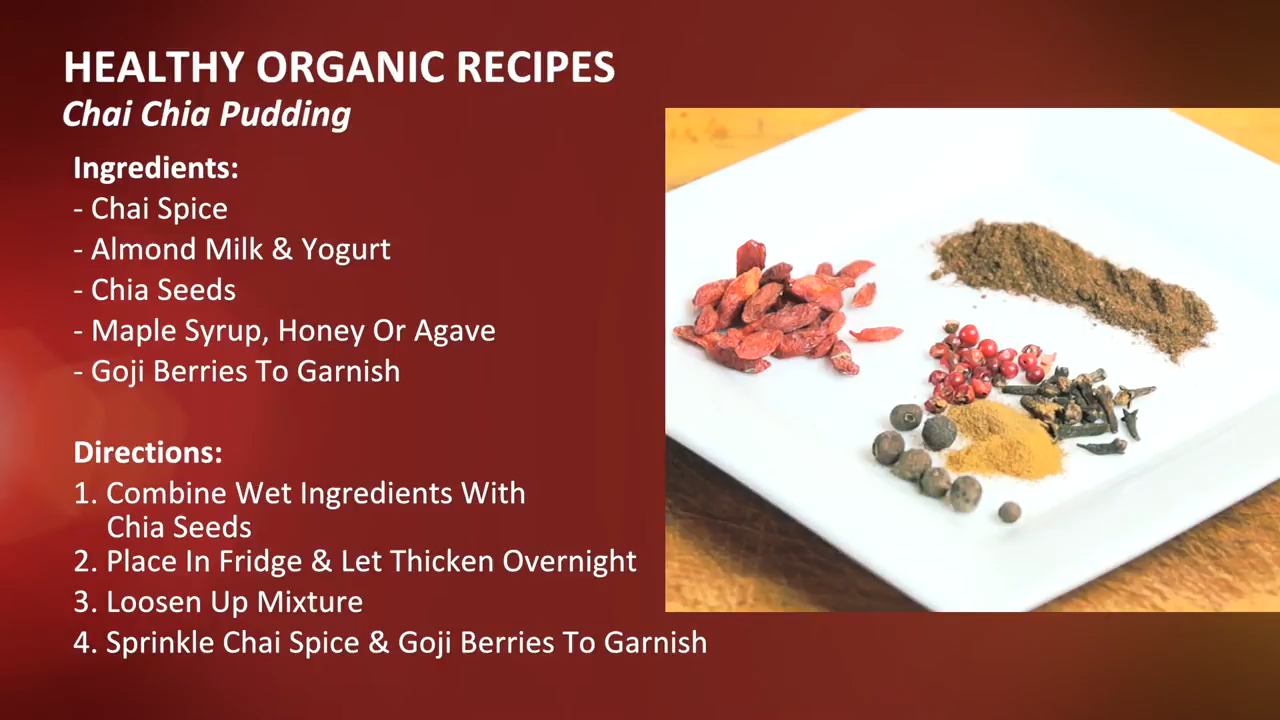 HEALTHY ORGANIC RECIPES
Chai Chia Pudding
Ingredients:
- Chai Spice
- Almond Milk & Yogurt
- Chia Seeds
- Maple Syrup, Honey Or Agave
- Goji Berries To Garnish
Directions:
1. Combine Wet Ingredients With
Chia Seeds
2. Place In Fridge & Let Thicken Overnight
3. Loosen Up Mixture
4. Sprinkle Chai Spice & Goji Berries To Garnish